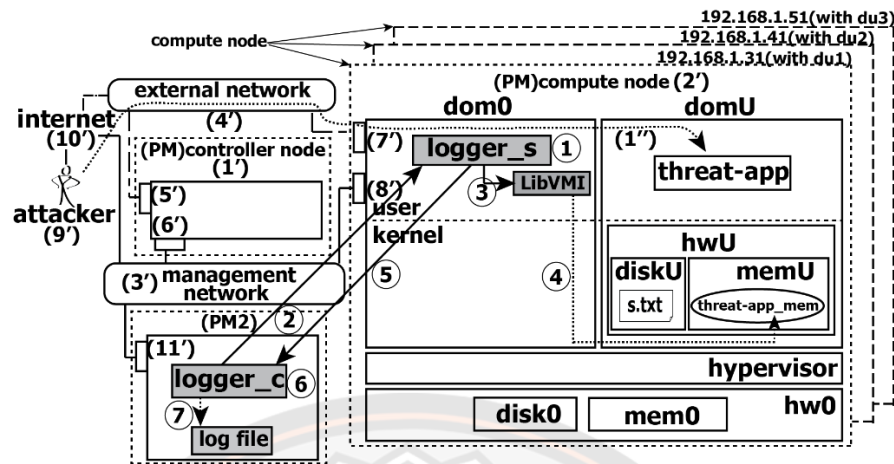 192.168.1.51(with du3)
compute node
192.168.1.41(with du2)
192.168.1.31(with du1)
(PM)compute node (2')
external network
dom0
domU
(4')
internet
(10')
(PM)controller node
(1')
(7')
logger_s
1
(1'')
threat-app
3
LibVMI
(5')
(8')
attacker
(9')
(6')
user
kernel
hwU
(3')
management
network
5
4
diskU
memU
s.txt
threat-app_mem
(PM2)
2
(11')
hypervisor
logger_c
6
hw0
7
disk0
mem0
log file